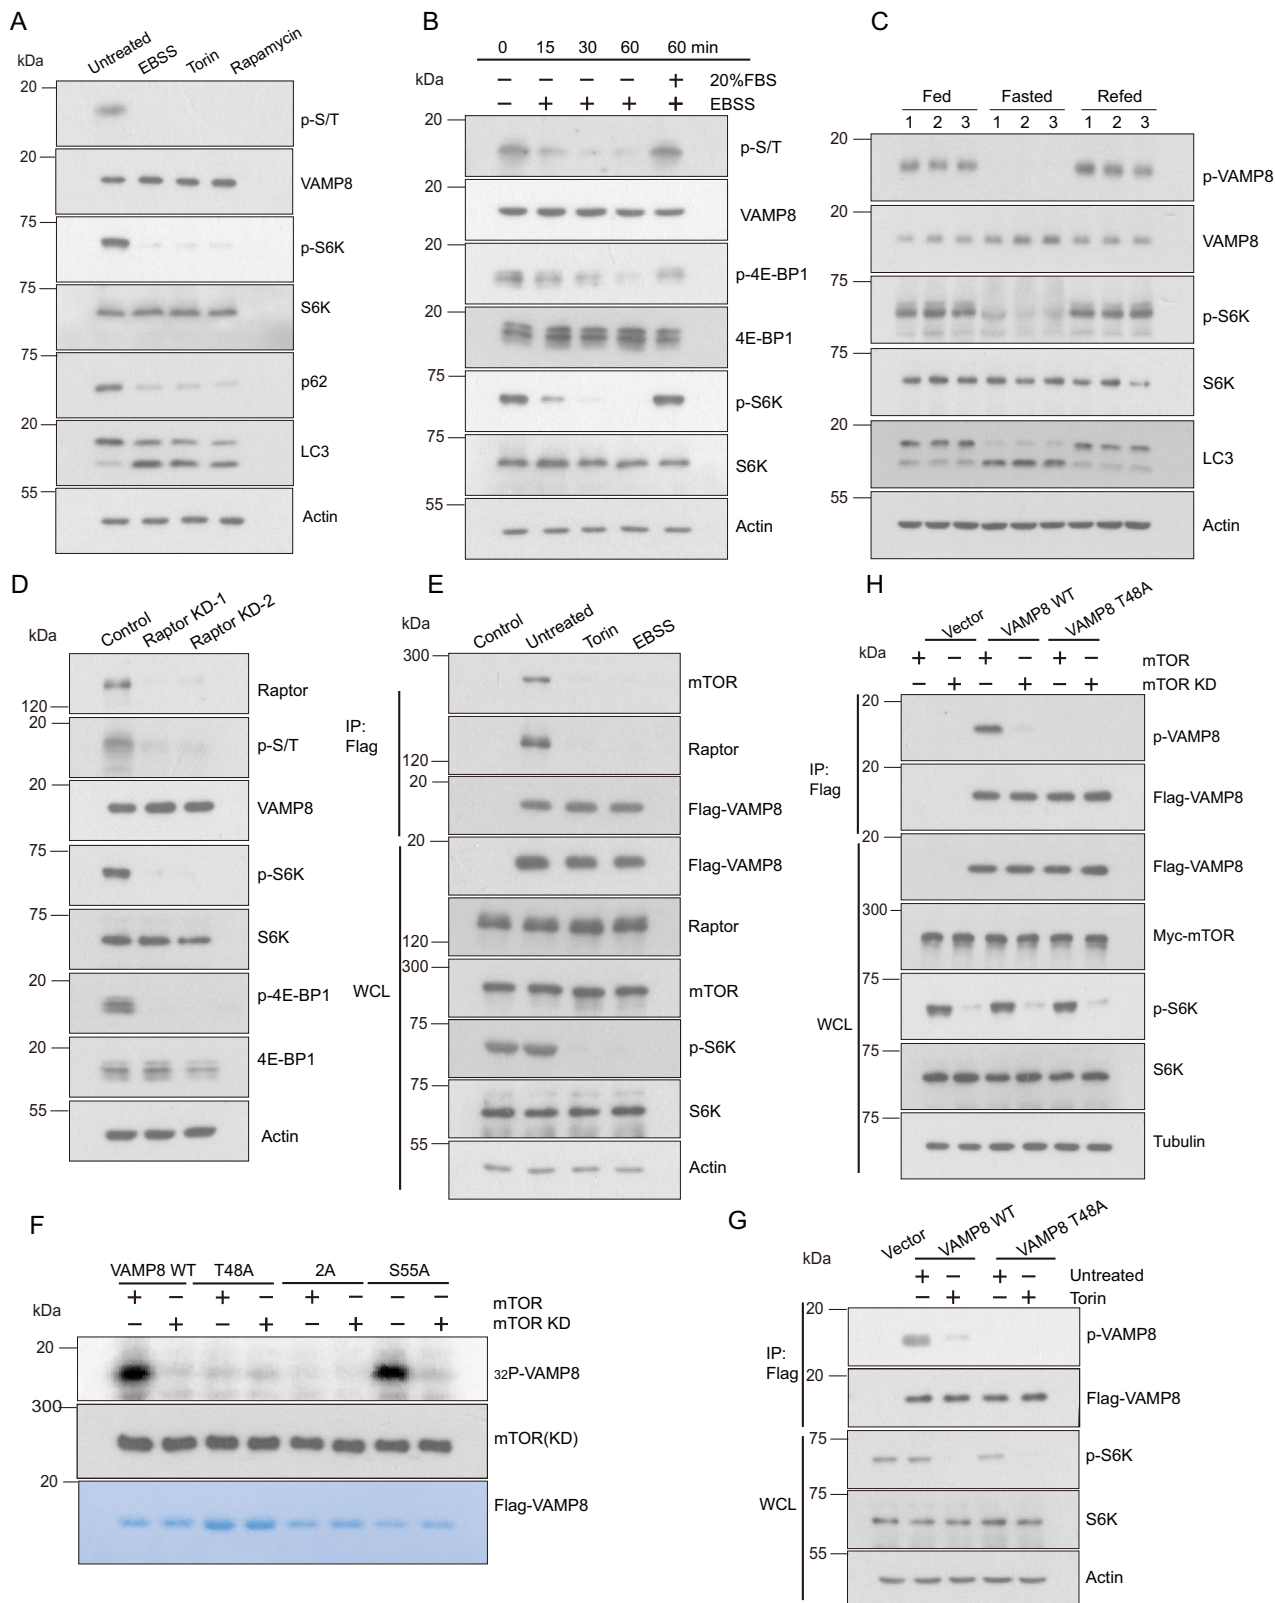 A
kDa
Untreated
EBSS
Torin
Rapamycin
20
p-S/T
20
VAMP8
75
p-S6K
75
S6K
75
p62
20
LC3
55
Actin
B
0 15 30 60 60 min
kDa
− − − − + 20%FBS
− + + + + EBSS
20
p-S/T
20
VAMP8
20
p-4E-BP1
20
4E-BP1
75
p-S6K
75
S6K
55
Actin
C
Fed Fasted Refed
1 2 3 1 2 3 1 2 3
20
p-VAMP8
20
VAMP8
75
p-S6K
75
S6K
20
LC3
55
Actin
D
kDa
Control
Raptor KD-1
Raptor KD-2
Raptor
120
20
p-S/T
20
VAMP8
75
p-S6K
75
S6K
20
p-4E-BP1
20
4E-BP1
55
Actin
E
kDa
Control
Untreated
Torin
EBSS
300
mTOR
IP:
Flag
Raptor
120
20
Flag-VAMP8
20
Flag-VAMP8
Raptor
120
300
WCL
mTOR
75
p-S6K
75
S6K
55
Actin
H
kDa
Vector
VAMP8 WT
VAMP8 T48A
+ − + − + − mTOR
− + − + − + mTOR KD
20
p-VAMP8
IP:
Flag
20
Flag-VAMP8
20
Flag-VAMP8
300
Myc-mTOR
75
p-S6K
WCL
75
S6K
75
Tubulin
F
VAMP8 WT T48A 2A S55A
kDa
+ − + − + − + − mTOR
− + − + − + − + mTOR KD
20
32P-VAMP8
300
mTOR(KD)
20
Flag-VAMP8
G
kDa
Vector
VAMP8 WT
VAMP8 T48A
+ − + − Untreated
− + − + Torin
20
p-VAMP8
IP:
Flag
20
Flag-VAMP8
75
p-S6K
75
WCL
S6K
55
Actin